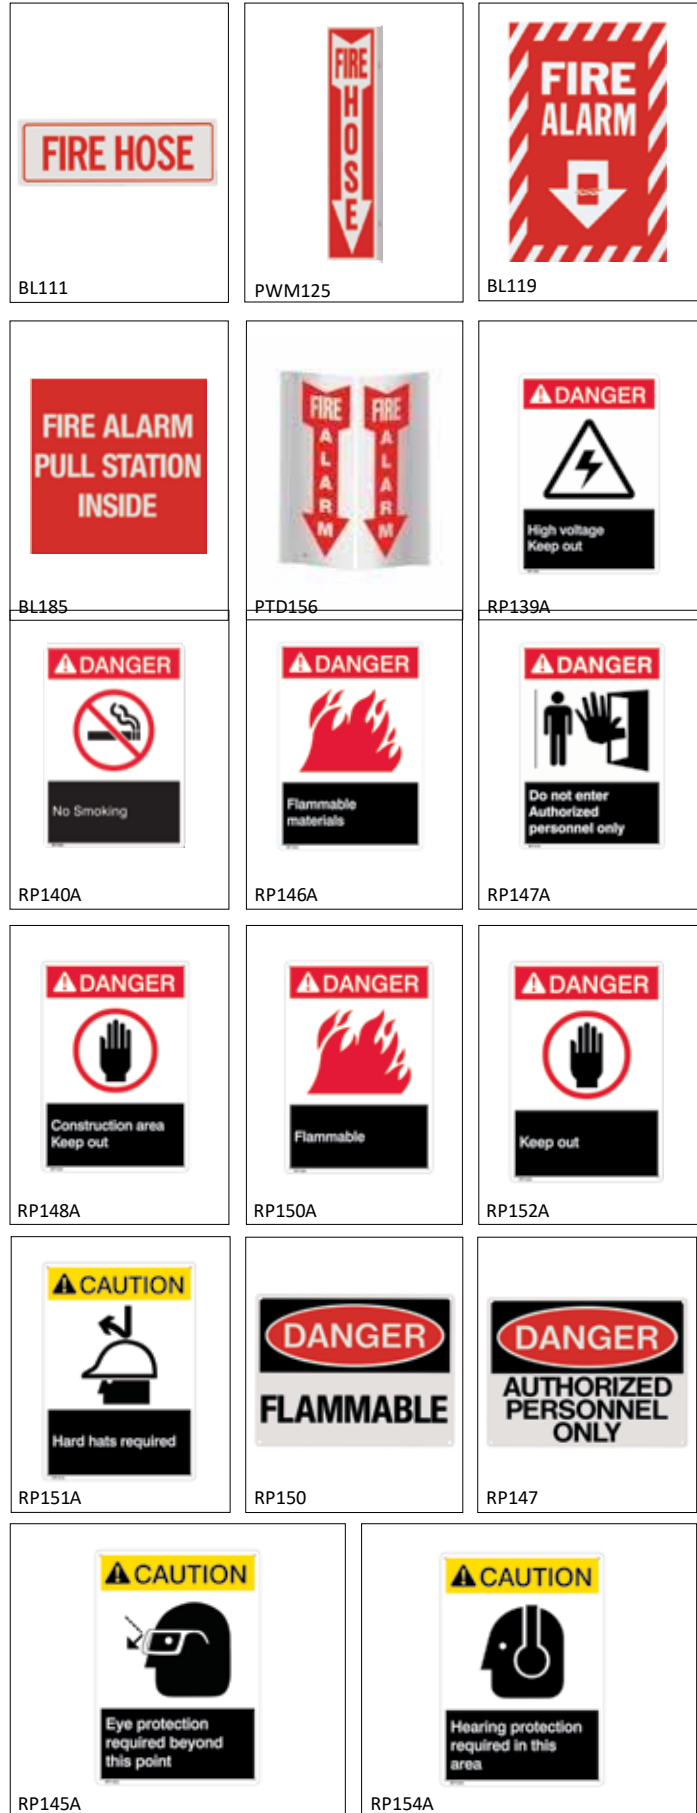 FIRE HOSE
BL111
FIRE
H
O
S
E
PWM125
FIRE
ALARM
BL119
FIRE ALARM
PULL STATION
INSIDE
BL185
FIRE
A
L
A
R
M
FIRE
A
L
A
R
M
PTD156
DANGER
High voltage
Keep out
RP139A
DANGER
No Smoking
RP140A
DANGER
Flammable
materials
RP146A
DANGER
Do not enter
Authorized
personnel only
RP147A
DANGER
Construction area
Keep out
RP148A
DANGER
Flammable
RP150A
DANGER
Keep out
RP152A
CAUTION
Hard hats required
RP151A
DANGER
FLAMMABLE
RP150
DANGER
AUTHORIZED
PERSONNEL
ONLY
RP147
CAUTION
Eye protection
required beyond
this point
RP145A
CAUTION
Hearing protection
required in this
area
RP154A